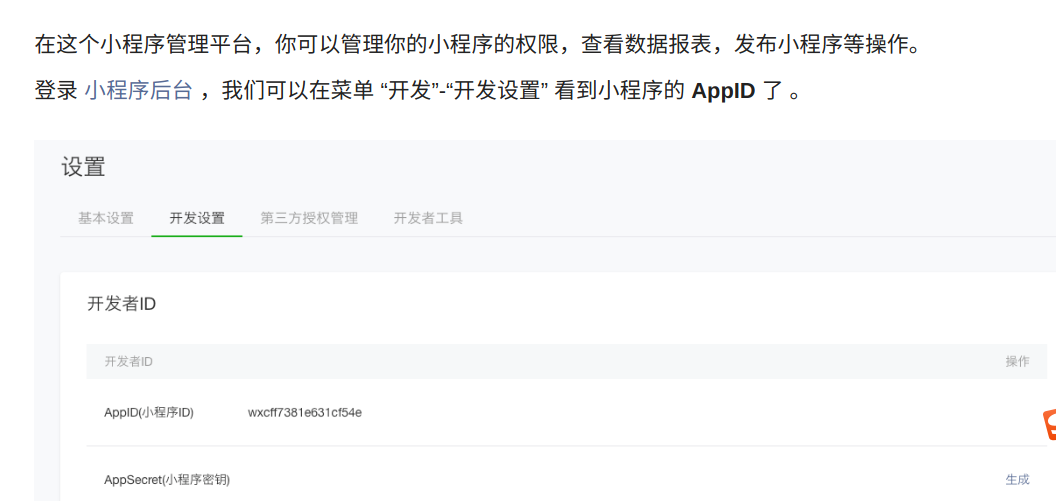 在这个小程序管理平台，你可以管理你的小程序的权限，查看数据报表，发布小程序等操作。
登录 小程序后台 ，我们可以在菜单 “开发”-“开发设置” 看到小程序的 AppID 了 。
设置
基本设置 开发设置 第三方授权管理 开发者工具
开发者ID
开发者ID 操作
AppID(小程序ID) wxcff7381e631cf54e
AppSecret(小程序密钥) 生成